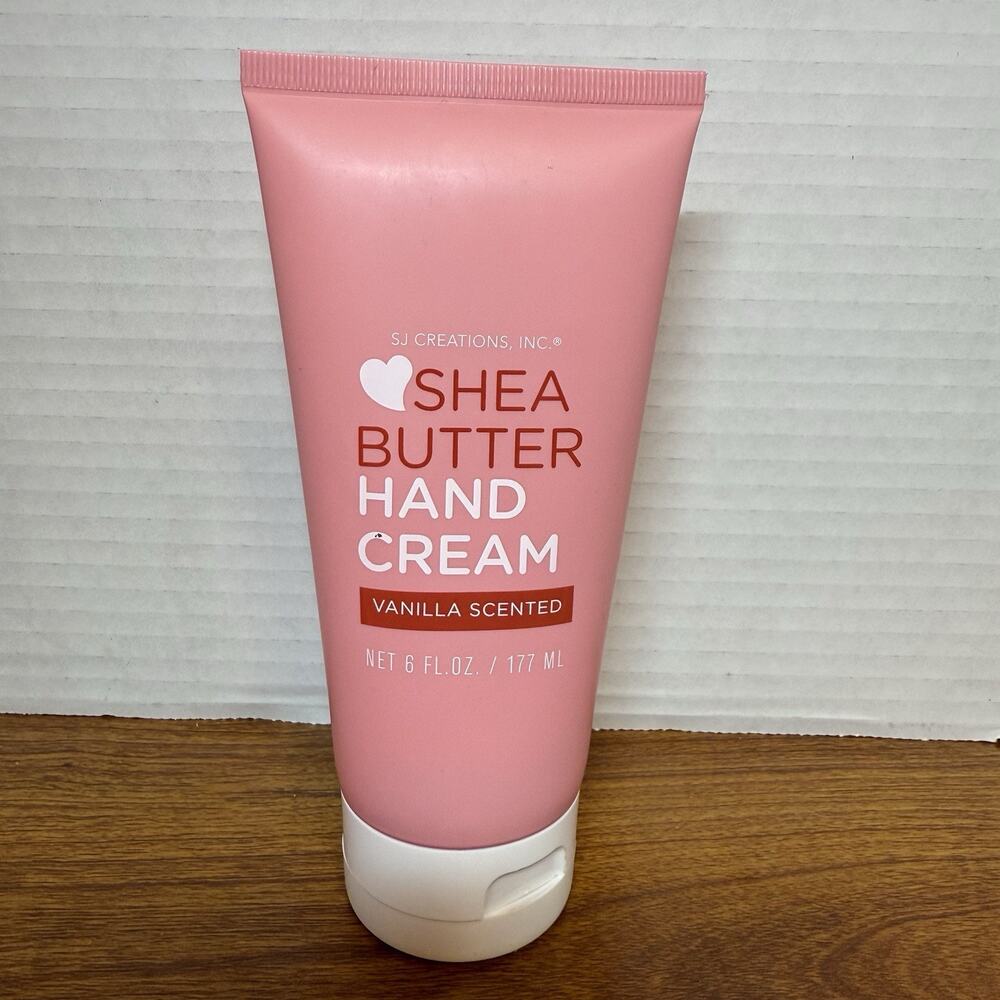 SJ CREATIONS, INC.®
SHEA
BUTTER
HAND
CREAM
VANILLA SCENTED
NET 6 FL.OZ. / 177 ML